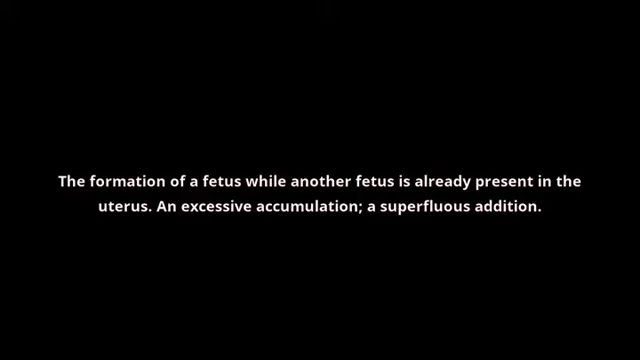 The formation of a fetus while another fetus is already present in the
uterus. An excessive accumulation; a superfluous addition.